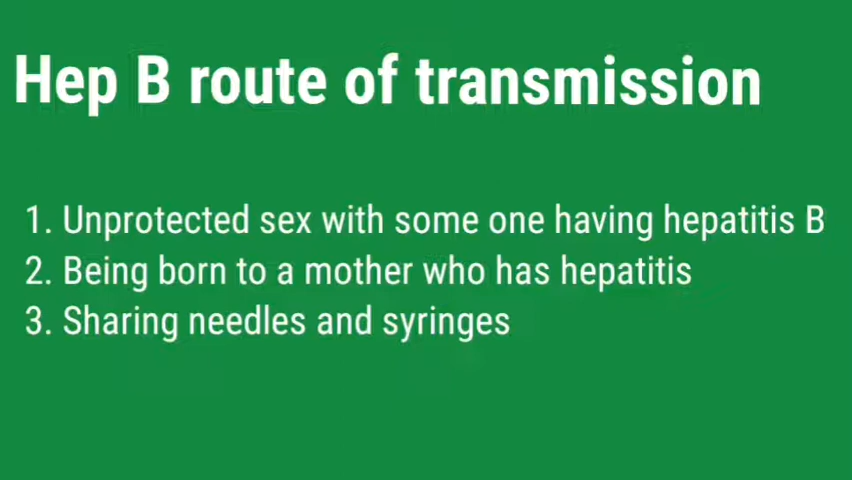 Hep B route of transmission
1. Unprotected sex with some one having hepatitis B
2. Being born to a mother who has hepatitis
3. Sharing needles and syringes